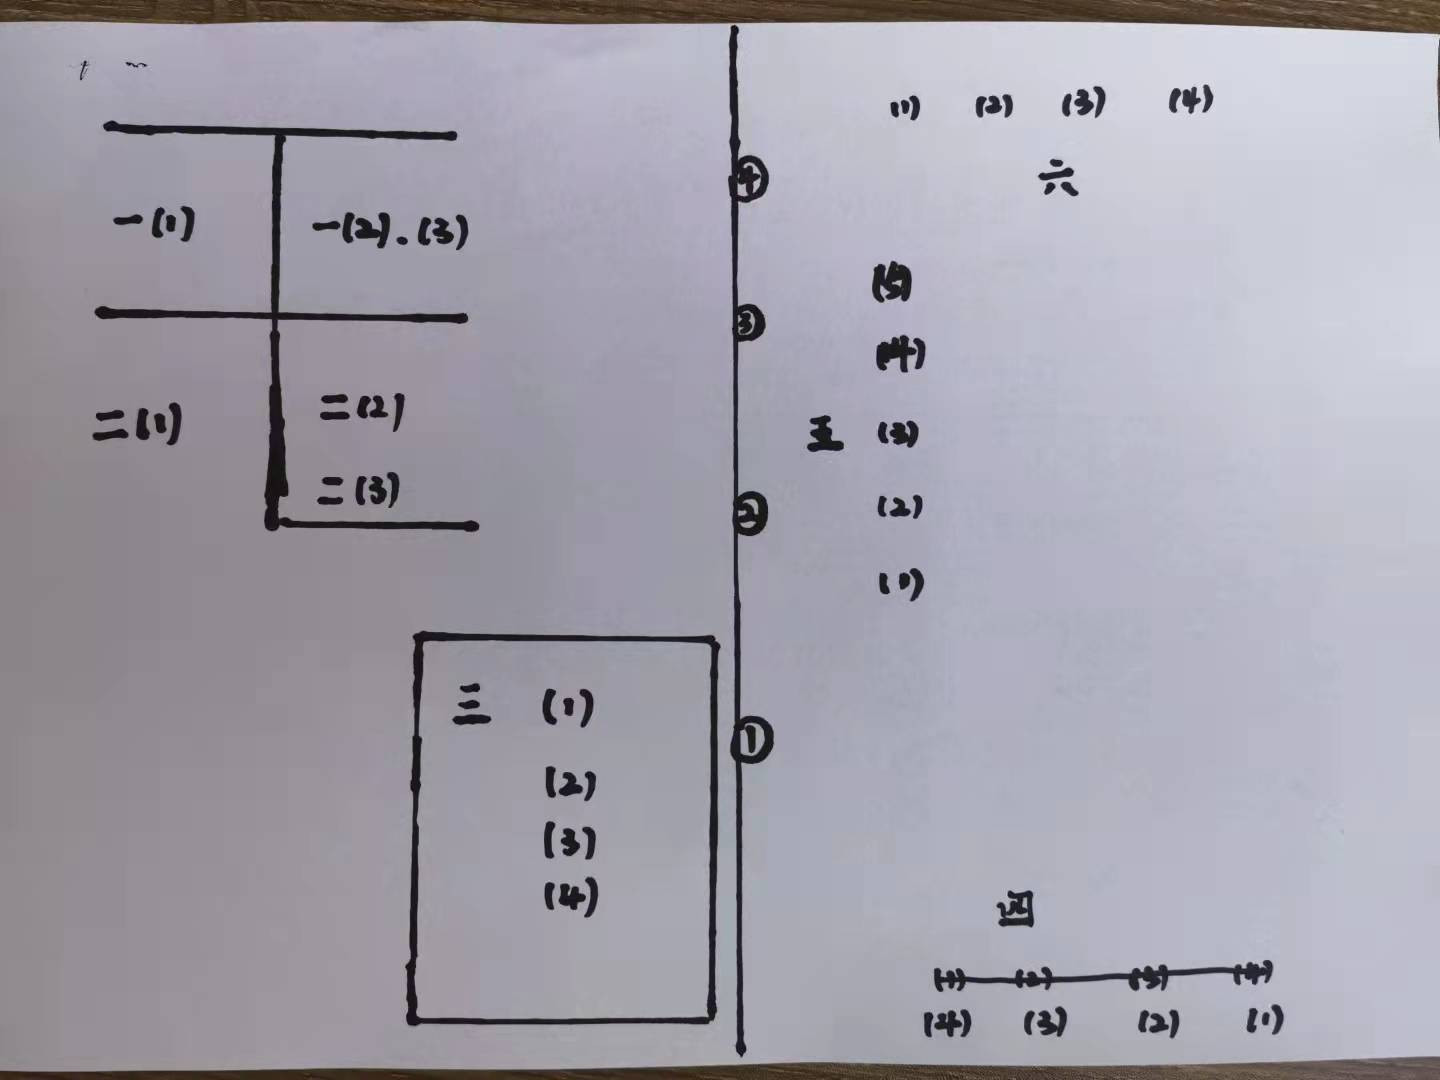 一(1)
一(2).(3)
二(1)
二(2)
二(3)
三 (1)
(2)
(3)
(4)
④
③
②
①
(1) (2) (3) (4)
六
(5)
(4)
五 (3)
(2)
(1)
四
(1) (2) (3) (4)
(4) (3) (2) (1)